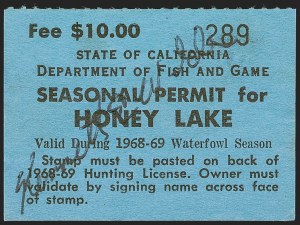 Fee $10.00 289
STATE OF CALIFORNIA
DEPARTMENT OF FISH AND GAME
SEASONAL PERMIT for
HONEY LAKE
Valid During 1968-69 Waterfowl Season
Stamp must be pasted on back of
1968-69 Hunting License. Owner must
validate by signing name across face
of stamp.